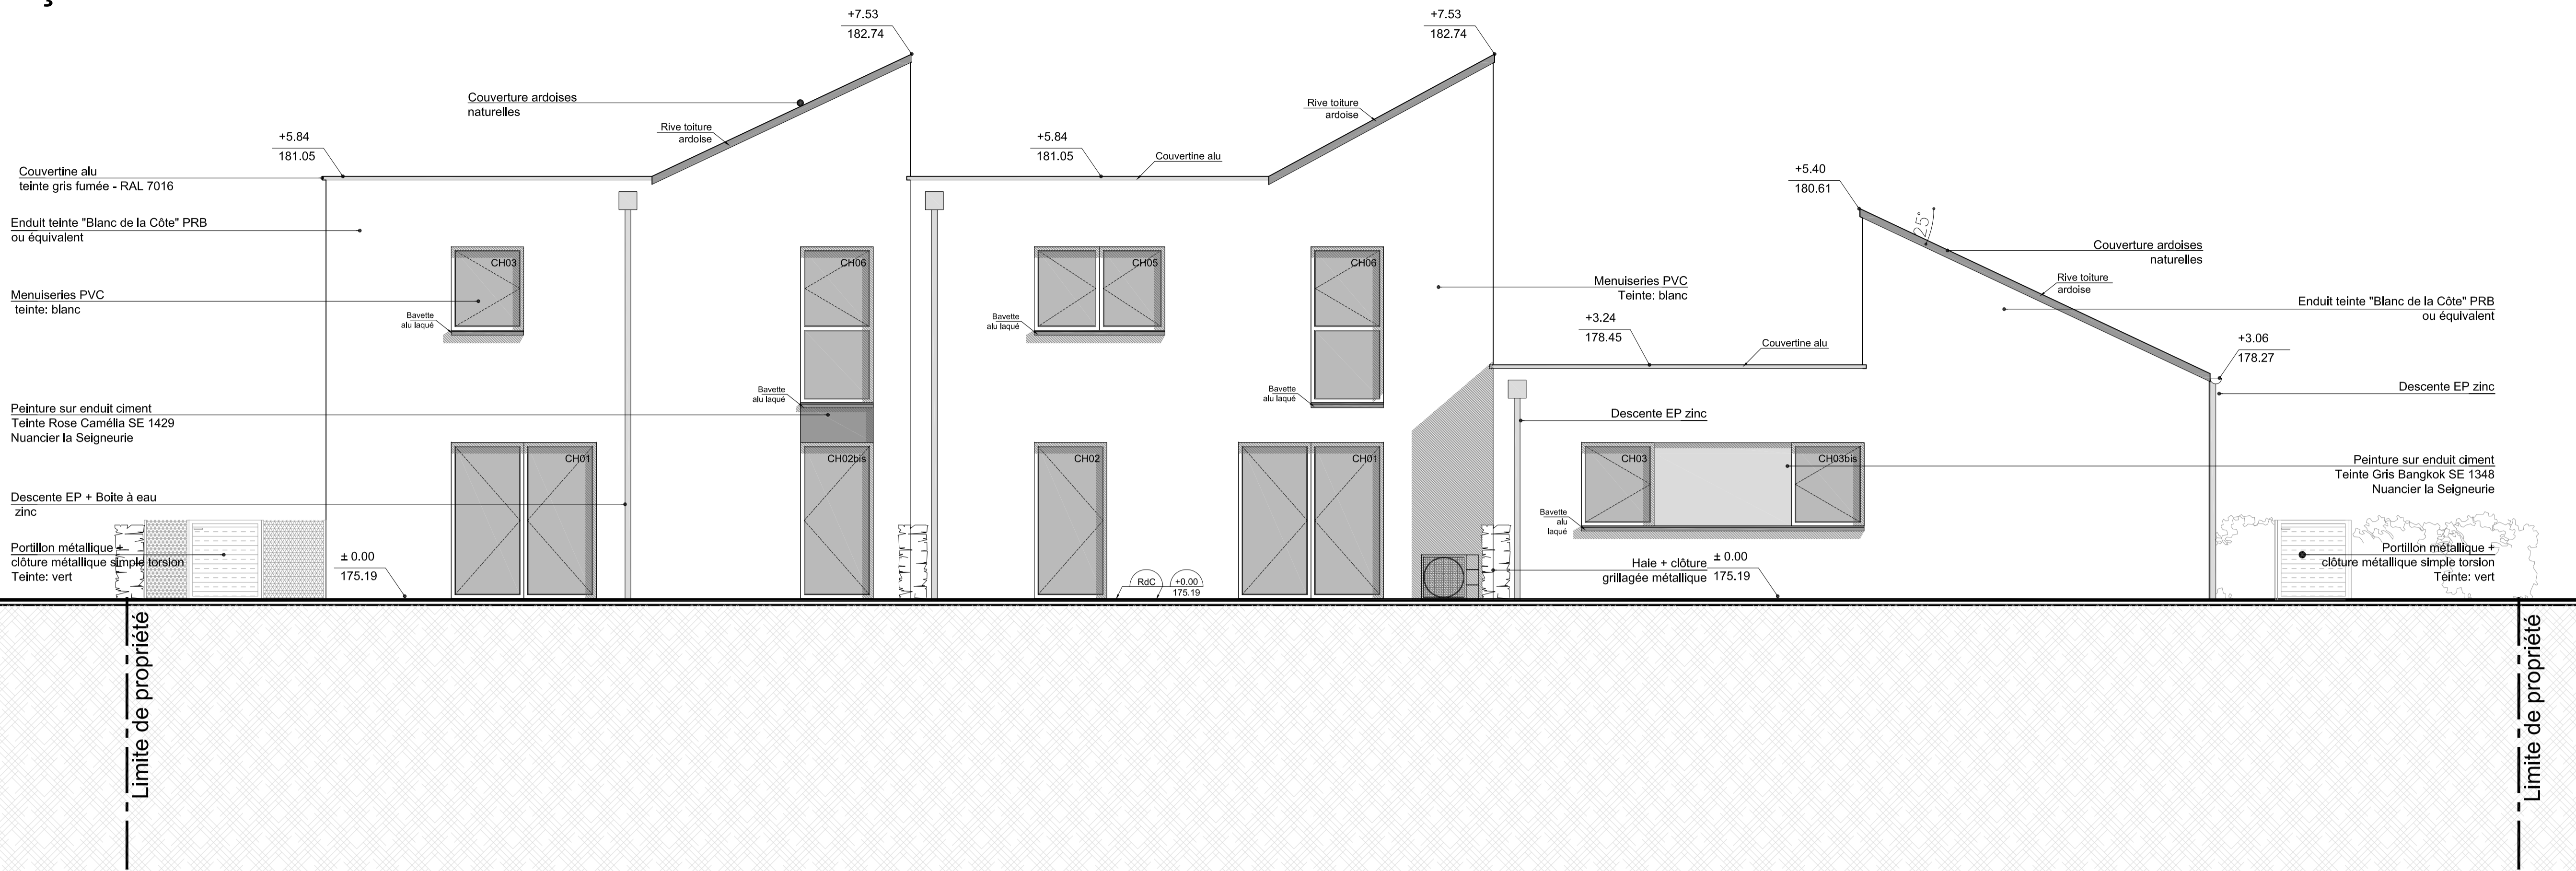 +7.53
182.74
+7.53
182.74
Couverture ardoises
naturelles
Rive toiture
ardoise
Rive toiture
ardoise
+5.84
181.05
+5.84
181.05
Couvertine alu
Couvertine alu
teinte gris fumée - RAL 7016
+5.40
180.61
25°
Enduit teinte "Blanc de la Côte" PRB
ou équivalent
Couverture ardoises
naturelles
CH03
CH06
CH05
CH06
Menuiseries PVC
teinte: blanc
Menuiseries PVC
Teinte: blanc
Rive toiture
ardoise
Enduit teinte "Blanc de la Côte" PRB
ou équivalent
Bavette
alu laqué
Bavette
alu laqué
+3.24
178.45
Couvertine alu
+3.06
178.27
Bavette
alu laqué
Bavette
alu laqué
Descente EP zinc
Peinture sur enduit ciment
Teinte Rose Camélia SE 1429
Nuancier la Seigneurie
Descente EP zinc
CH01
CH02bis
CH02
CH01
CH03
CH03bis
Peinture sur enduit ciment
Teinte Gris Bangkok SE 1348
Nuancier la Seigneurie
Descente EP + Boite à eau
zinc
Bavette
alu
laqué
Portillon métallique +
clôture métallique simple torsion
Teinte: vert
± 0.00
175.19
RdC
+0.00
175.19
Haie + clôture
grillagée métallique
± 0.00
175.19
Portillon métallique +
clôture métallique simple torsion
Teinte: vert
Limite de propriété
Limite de propriété